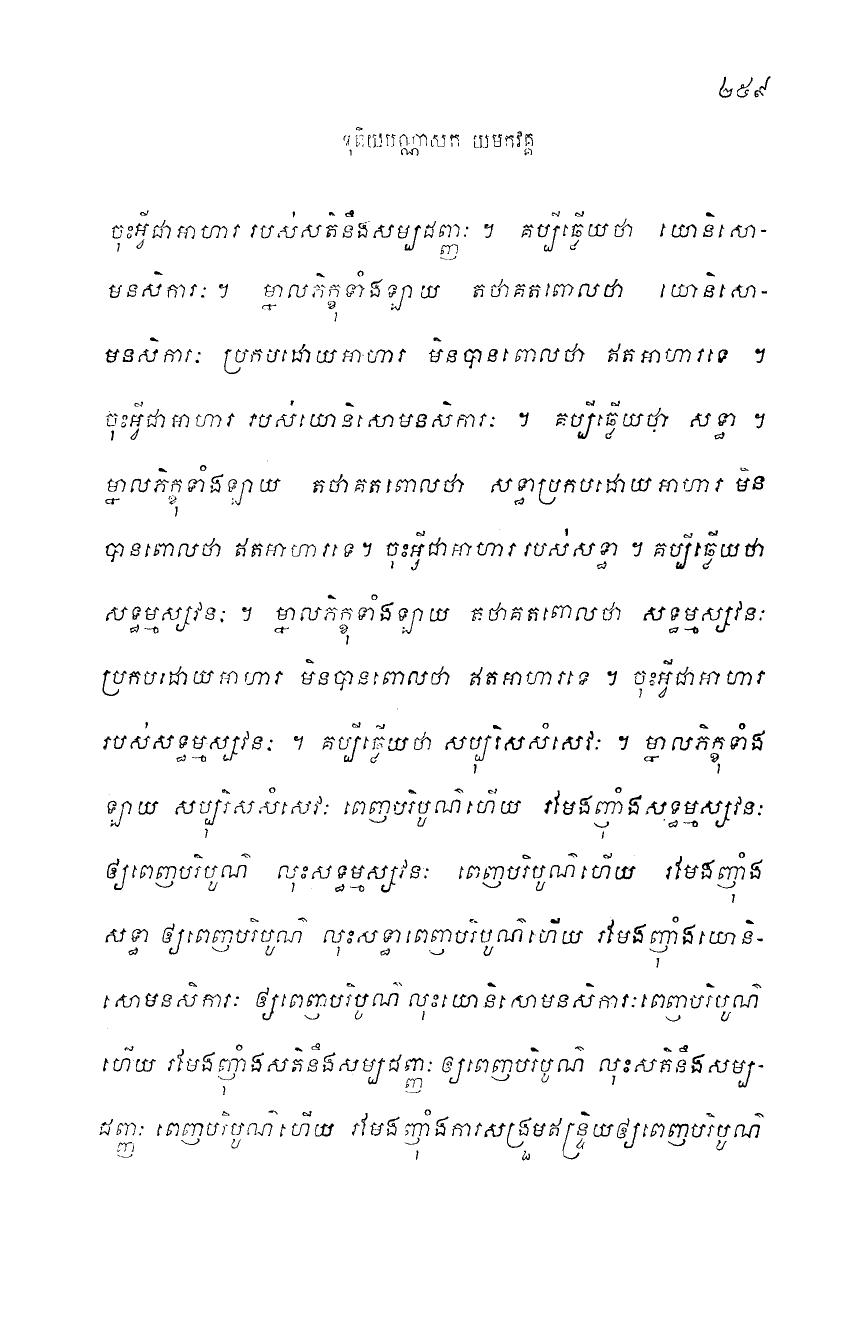 ២៥៩
ទុតិយបណ្ណាសក យមកវគ្គ
ចុះអ្វីជាអាហារ របស់សតិនឹងសម្បជញ្ញៈ ។ គប្បីឆ្លើយថា យោនិសោ-
មនសិការៈ ។ ម្នាលភិក្ខុទាំងឡាយ តថាគតពោលថា យោនិសោ-
មនសិការៈ ប្រកបដោយអាហារ មិនបានពោលថា ឥតអាហារទេ ។
ចុះអ្វីជាអាហារ របស់យោនិសោមនសិការៈ ។ គប្បីឆ្លើយថា សទ្ធា ។
ម្នាលភិក្ខុទាំងឡាយ តថាគតពោលថា សទ្ធាប្រកបដោយអាហារ មិន
បានពោលថា ឥតអាហារទេ ។ ចុះអ្វីជាអាហារ របស់សទ្ធា ។ គប្បីឆ្លើយថា
សទ្ធម្មស្សវនៈ ។ ម្នាលភិក្ខុទាំងឡាយ តថាគតពោលថា សទ្ធម្មស្សវនៈ
ប្រកបដោយអាហារ មិនបានពោលថា ឥតអាហារទេ ។ ចុះអ្វីជាអាហារ
របស់សទ្ធម្មស្សវនៈ ។ គប្បីឆ្លើយថា សប្បុរិសសំសេវៈ ។ ម្នាលភិក្ខុទាំង
ឡាយ សប្បុរិសសំសេវៈ ពេញបរិបូណ៌ហើយ រមែងញុំាងសទ្ធម្មស្សវនៈ
ឲ្យពេញបរិបូណ៌ លុះសទ្ធម្មស្សវនៈ ពេញបរិបូណ៌ហើយ រមែងញុំាង
សទ្ធា ឲ្យពេញបរិបូណ៌ លុះសទ្ធាពេញបរិបូណ៌ហើយ រមែងញុំាងយោនិ-
សោមនសិការៈ ឲ្យពេញបរិបូណ៌ លុះយោនិសោមនសិការៈពេញបរិបូណ៌
ហើយ រមែងញុំាងសតិនឹងសម្បជញ្ញៈ ឲ្យពេញបរិបូណ៌ លុះសតិនឹងសម្ប-
ជញ្ញៈ ពេញបរិបូណ៌ហើយ រមែងញុំាងការសង្រួមឥន្ទ្រិយឲ្យពេញបរិបូណ៌